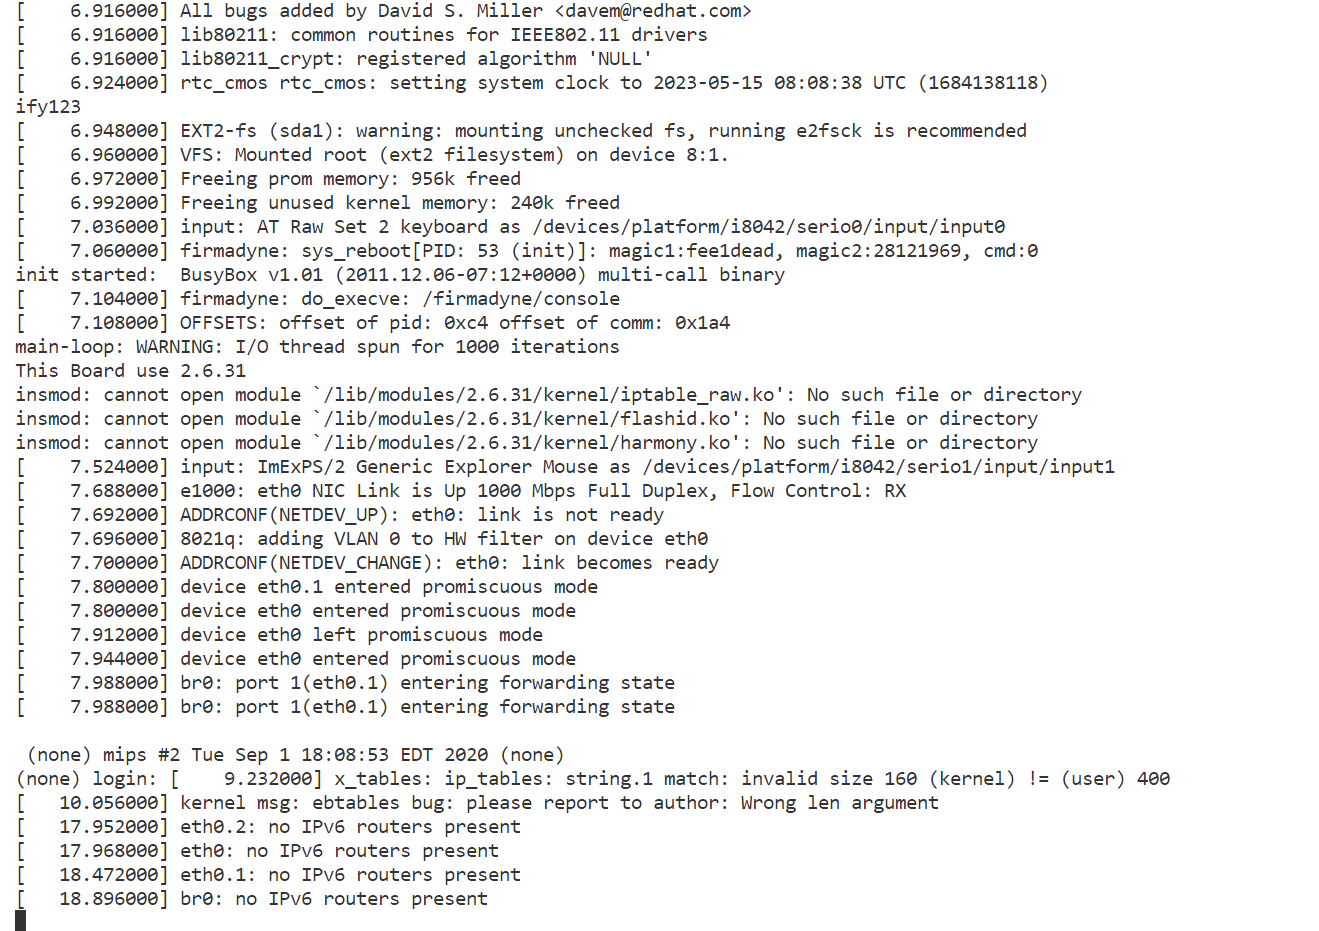 [    6.916000] All bugs added by David S. Miller <davem@redhat.com>
[    6.916000] lib80211: common routines for IEEE802.11 drivers
[    6.916000] lib80211_crypt: registered algorithm 'NULL'
[    6.924000] rtc_cmos rtc_cmos: setting system clock to 2023-05-15 08:08:38 UTC (1684138118)
ify123
[    6.948000] EXT2-fs (sda1): warning: mounting unchecked fs, running e2fsck is recommended
[    6.960000] VFS: Mounted root (ext2 filesystem) on device 8:1.
[    6.972000] Freeing prom memory: 956k freed
[    6.992000] Freeing unused kernel memory: 240k freed
[    7.036000] input: AT Raw Set 2 keyboard as /devices/platform/i8042/serio0/input/input0
[    7.060000] firmadyne: sys_reboot[PID: 53 (init)]: magic1:fee1dead, magic2:28121969, cmd:0
init started:  BusyBox v1.01 (2011.12.06-07:12+0000) multi-call binary
[    7.104000] firmadyne: do_execve: /firmadyne/console
[    7.108000] OFFSETS: offset of pid: 0xc4 offset of comm: 0x1a4
main-loop: WARNING: I/O thread spun for 1000 iterations
This Board use 2.6.31
insmod: cannot open module `/lib/modules/2.6.31/kernel/iptable_raw.ko': No such file or directory
insmod: cannot open module `/lib/modules/2.6.31/kernel/flashid.ko': No such file or directory
insmod: cannot open module `/lib/modules/2.6.31/kernel/harmony.ko': No such file or directory
[    7.524000] input: ImExPS/2 Generic Explorer Mouse as /devices/platform/i8042/serio1/input/input1
[    7.688000] e1000: eth0 NIC Link is Up 1000 Mbps Full Duplex, Flow Control: RX
[    7.692000] ADDRCONF(NETDEV_UP): eth0: link is not ready
[    7.696000] 8021q: adding VLAN 0 to HW filter on device eth0
[    7.700000] ADDRCONF(NETDEV_CHANGE): eth0: link becomes ready
[    7.800000] device eth0.1 entered promiscuous mode
[    7.800000] device eth0 entered promiscuous mode
[    7.912000] device eth0 left promiscuous mode
[    7.944000] device eth0 entered promiscuous mode
[    7.988000] br0: port 1(eth0.1) entering forwarding state
[    7.988000] br0: port 1(eth0.1) entering forwarding state
 (none) mips #2 Tue Sep 1 18:08:53 EDT 2020 (none)
(none) login: [    9.232000] x_tables: ip_tables: string.1 match: invalid size 160 (kernel) != (user) 400
[   10.056000] kernel msg: ebtables bug: please report to author: Wrong len argument
[   17.952000] eth0.2: no IPv6 routers present
[   17.968000] eth0: no IPv6 routers present
[   18.472000] eth0.1: no IPv6 routers present
[   18.896000] br0: no IPv6 routers present